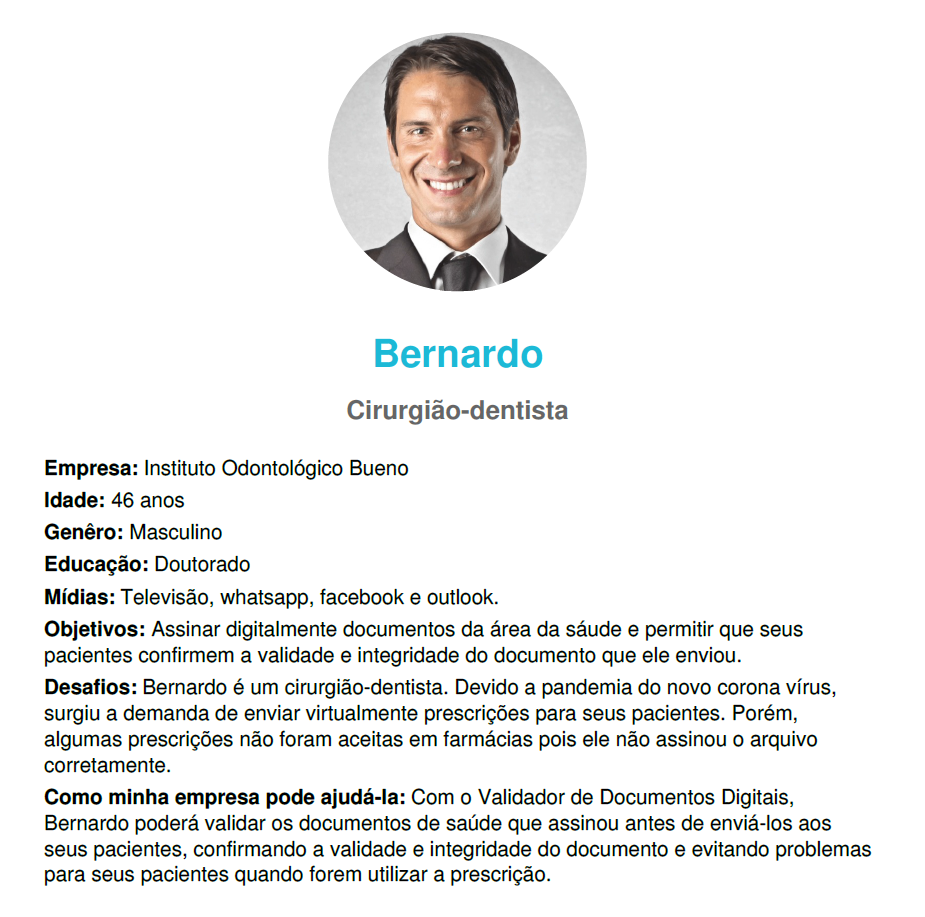 Bernardo
Cirurgião-dentista
Empresa: Instituto Odontológico Bueno
Idade: 46 anos
Genêro: Masculino
Educação: Doutorado
Mídias: Televisão, whatsapp, facebook e outlook.
Objetivos: Assinar digitalmente documentos da área da sáude e permitir que seus
pacientes confirmem a validade e integridade do documento que ele enviou.
Desafios: Bernardo é um cirurgião-dentista. Devido a pandemia do novo corona vírus,
surgiu a demanda de enviar virtualmente prescrições para seus pacientes. Porém,
algumas prescrições não foram aceitas em farmácias pois ele não assinou o arquivo
corretamente.
Como minha empresa pode ajudá-la: Com o Validador de Documentos Digitais,
Bernardo poderá validar os documentos de saúde que assinou antes de enviá-los aos
seus pacientes, confirmando a validade e integridade do documento e evitando problemas
para seus pacientes quando forem utilizar a prescrição.